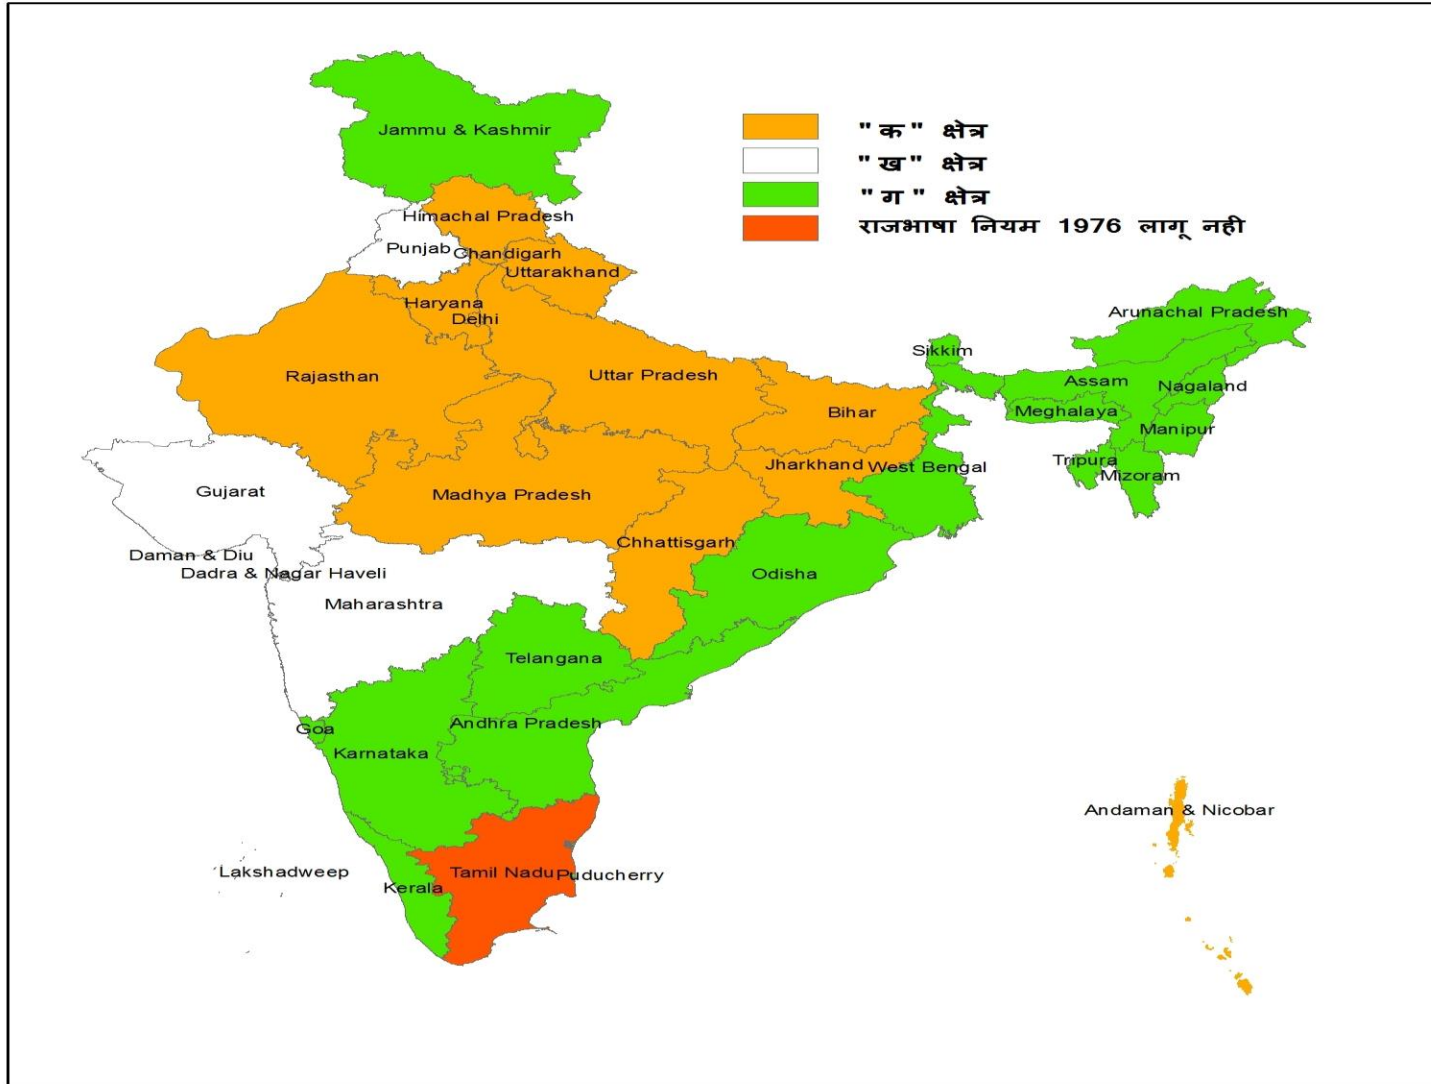 Jammu & Kashmir
"क" क्षेत्र
"ख" क्षेत्र
"ग" क्षेत्र
राजभाषा नियम 1976 लागू नही
Himachal Pradesh
Punjab
Chandigarh
Uttarakhand
Haryana
Delhi
Arunachal Pradesh
Sikkim
Rajasthan
Uttar Pradesh
Assam
Nagaland
Bihar
Meghalaya
Manipur
Jharkhand
West Bengal
Tripura
Mizoram
Gujarat
Madhya Pradesh
Chhattisgarh
Daman & Diu
Dadra & Nagar Haveli
Odisha
Maharashtra
Telangana
Goa
Andhra Pradesh
Karnataka
Andaman & Nicobar
Lakshadweep
Kerala
Tamil Nadu
Puducherry